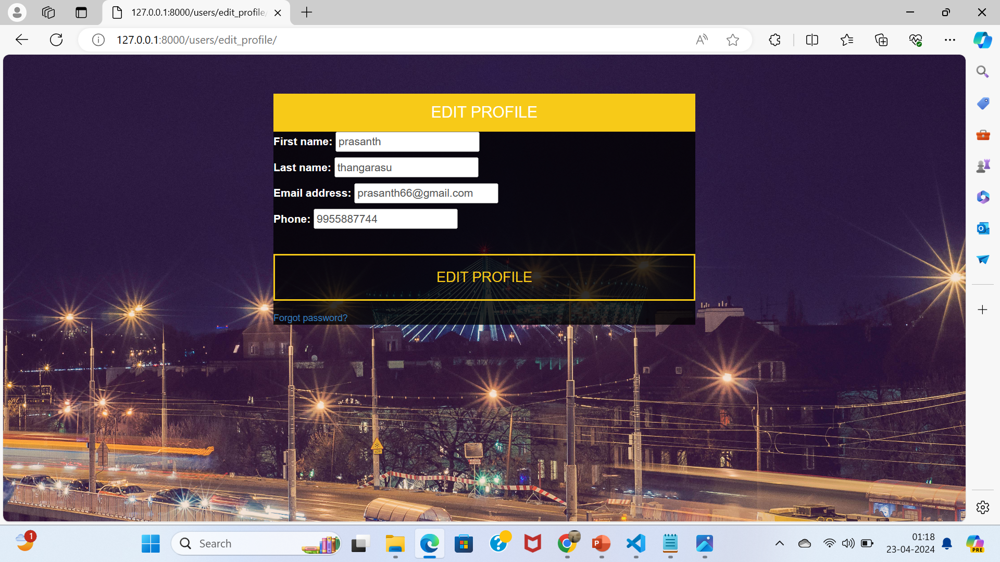 127.0.0.1:8000/users/edit_profile/
127.0.0.1:8000/users/edit_profile/
EDIT PROFILE
First name: prasanth
Last name: thangarasu
Email address: prasanth66@gmail.com
Phone: 9955887744
EDIT PROFILE
Forgot password?
1
Search
01:18
23-04-2024
PRE